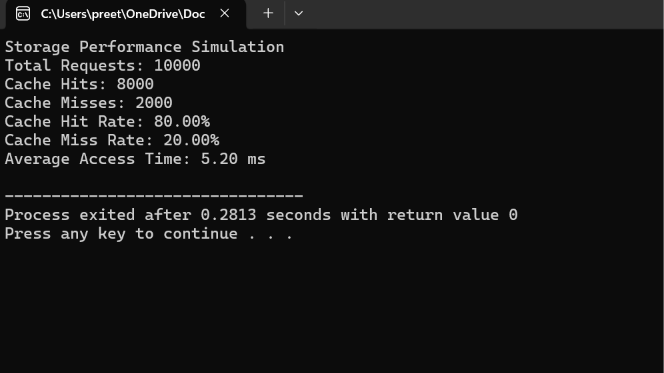 C:\Users\preet\OneDrive\Doc
Storage Performance Simulation
Total Requests: 10000
Cache Hits: 8000
Cache Misses: 2000
Cache Hit Rate: 80.00%
Cache Miss Rate: 20.00%
Average Access Time: 5.20 ms
--------------------------------
Process exited after 0.2813 seconds with return value 0
Press any key to continue . . .